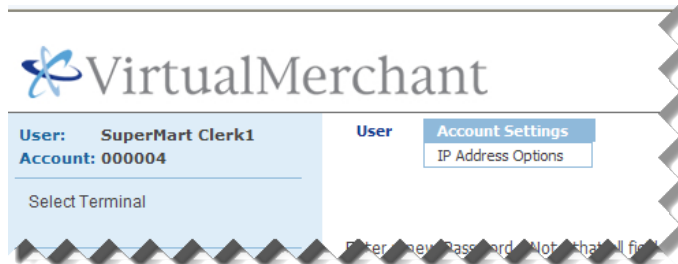 VirtualMerchant
User: SuperMart Clerk1
Account: 000004
Select Terminal
User Account Settings
IP Address Options